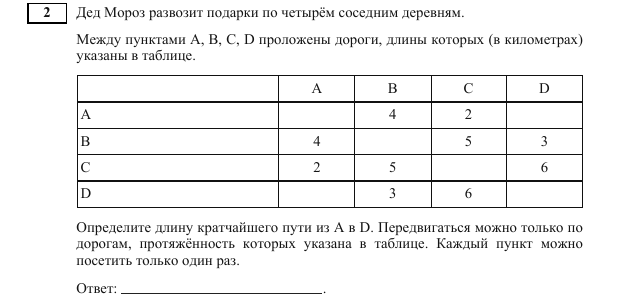 2 Дед Мороз развозит подарки по четырём соседним деревням.
Между пунктами A, B, C, D проложены дороги, длины которых (в километрах)
указаны в таблице.
A B C D
A 4 2
B 4 5 3
C 2 5 6
D 3 6
Определите длину кратчайшего пути из A в D. Передвигаться можно только по
дорогам, протяжённость которых указана в таблице. Каждый пункт можно
посетить только один раз.
Ответ: ___________________________.